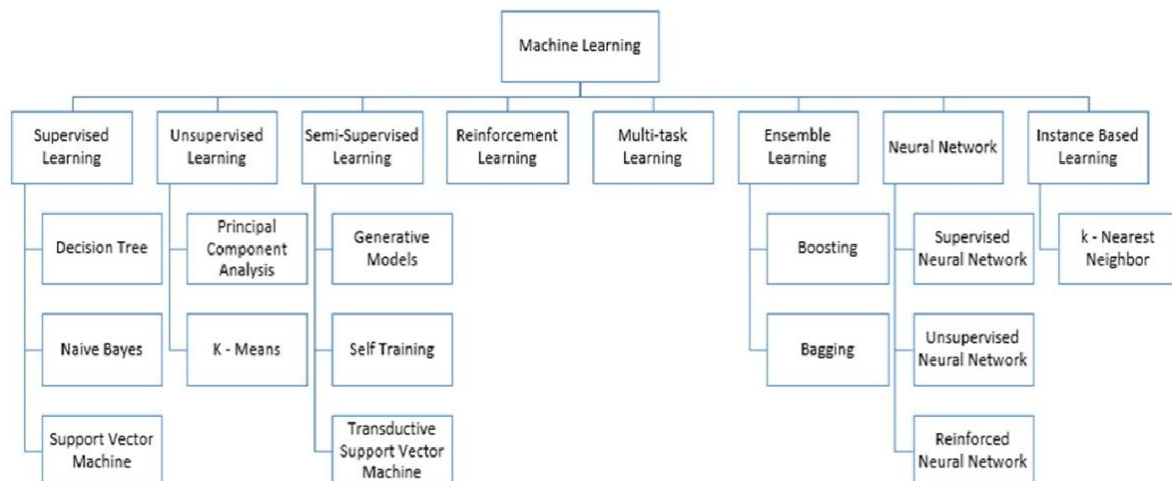 Machine Learning
Supervised
Learning
Unsupervised
Learning
Semi-Supervised
Learning
Reinforcement
Learning
Multi-task
Learning
Ensemble
Learning
Neural Network
Instance Based
Learning
Decision Tree
Principal
Component
Analysis
Generative
Models
Boosting
Supervised
Neural Network
k - Nearest
Neighbor
Naive Bayes
K - Means
Self Training
Bagging
Unsupervised
Neural Network
Support Vector
Machine
Transductive
Support Vector
Machine
Reinforced
Neural Network